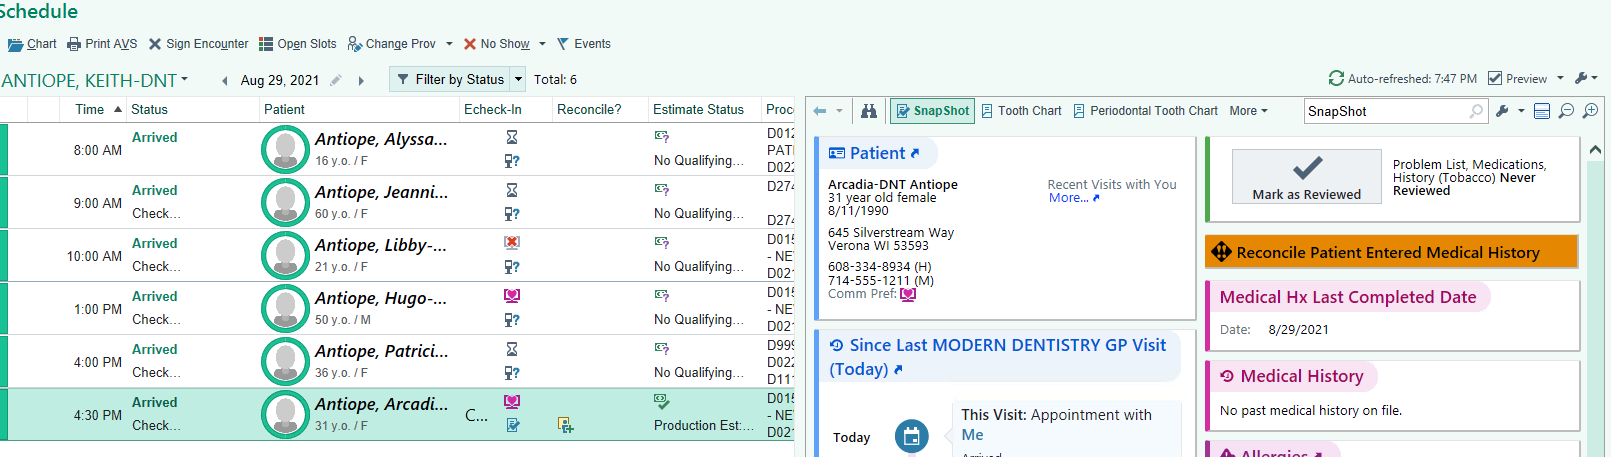 Schedule
Chart Print AVS Sign Encounter Open Slots Change Prov No Show Events
ANTIOPE, KEITH-DNT Aug 29, 2021 Filter by Status Total: 6 Auto-refreshed: 7:47 PM Preview
Time Status Patient Echeck-In Reconcile? Estimate Status Proce
8:00 AM Arrived Antiope, Alyssa... D012
16 y.o. / F No Qualifying... PATI
D022
9:00 AM Arrived Antiope, Jeanni... D274
Check... 60 y.o. / F No Qualifying... D274
10:00 AM Arrived Antiope, Libby-... D015
- NEV
Check... 21 y.o. / F No Qualifying... D021
1:00 PM Arrived Antiope, Hugo-... D015
- NEV
Check... 50 y.o. / M No Qualifying... D021
4:00 PM Arrived Antiope, Patrici... D999
D022
Check... 36 y.o. / F No Qualifying... D111
4:30 PM Arrived Antiope, Arcadi... C... D015
- NEV
Check... 31 y.o. / F Production Est:... D021
SnapShot Tooth Chart Periodontal Tooth Chart More SnapShot
Patient
Arcadia-DNT Antiope
31 year old female
8/11/1990
645 Silverstream Way
Verona WI 53593
608-334-8934 (H)
714-555-1211 (M)
Comm Pref:
Recent Visits with You
More...
Since Last MODERN DENTISTRY GP Visit
(Today)
Today
This Visit: Appointment with
Me
Arrived
Mark as Reviewed
Problem List, Medications,
History (Tobacco) Never
Reviewed
Reconcile Patient Entered Medical History
Medical Hx Last Completed Date
Date: 8/29/2021
Medical History
No past medical history on file.
Allergies